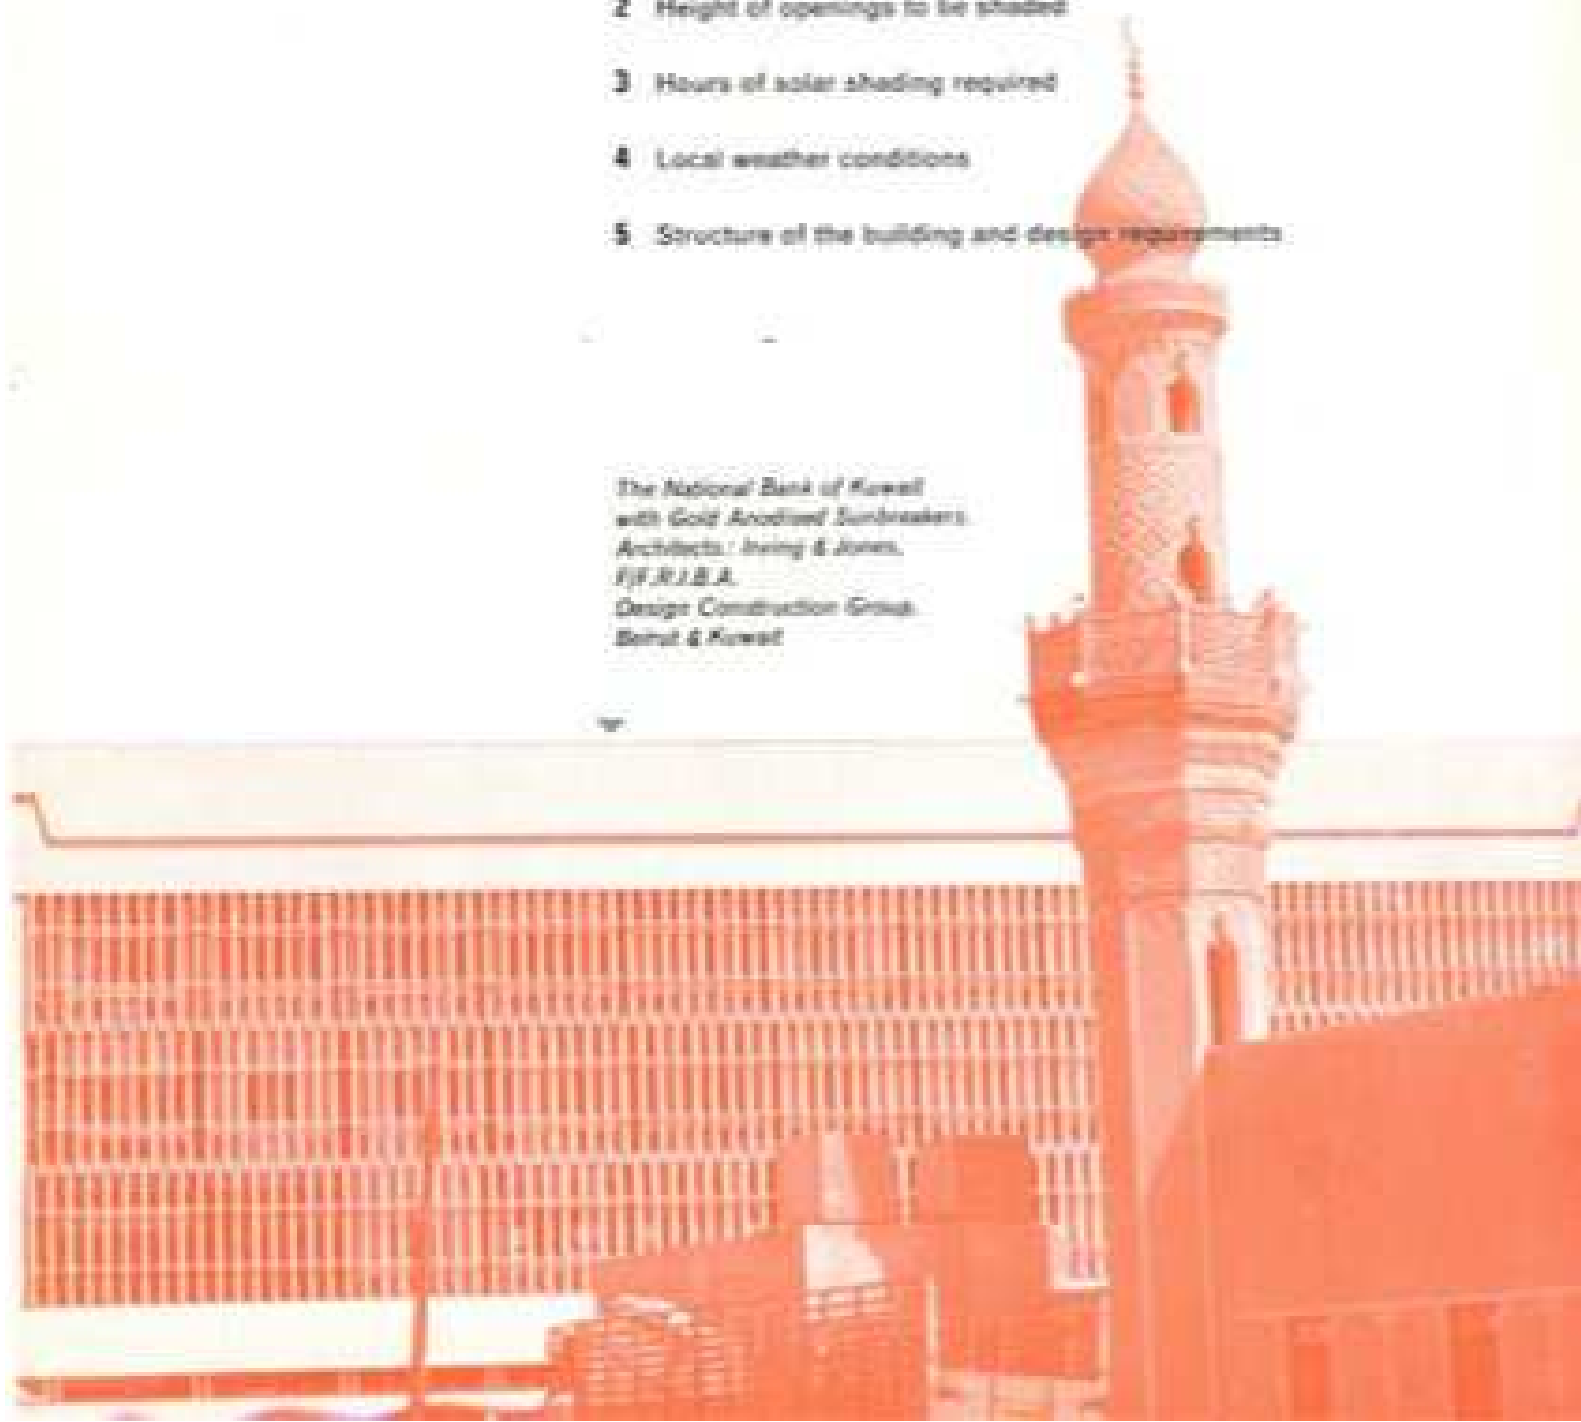 2 Height of openings to be shaded
3 Hours of solar shading required
4 Local weather conditions
5 Structure of the building and design requirements
The National Bank of Kuwait
with Gold Anodised Sunbreakers.
Architects: Irving & Jones,
F/F.R.I.B.A.
Design Construction Group,
Beirut & Kuwait